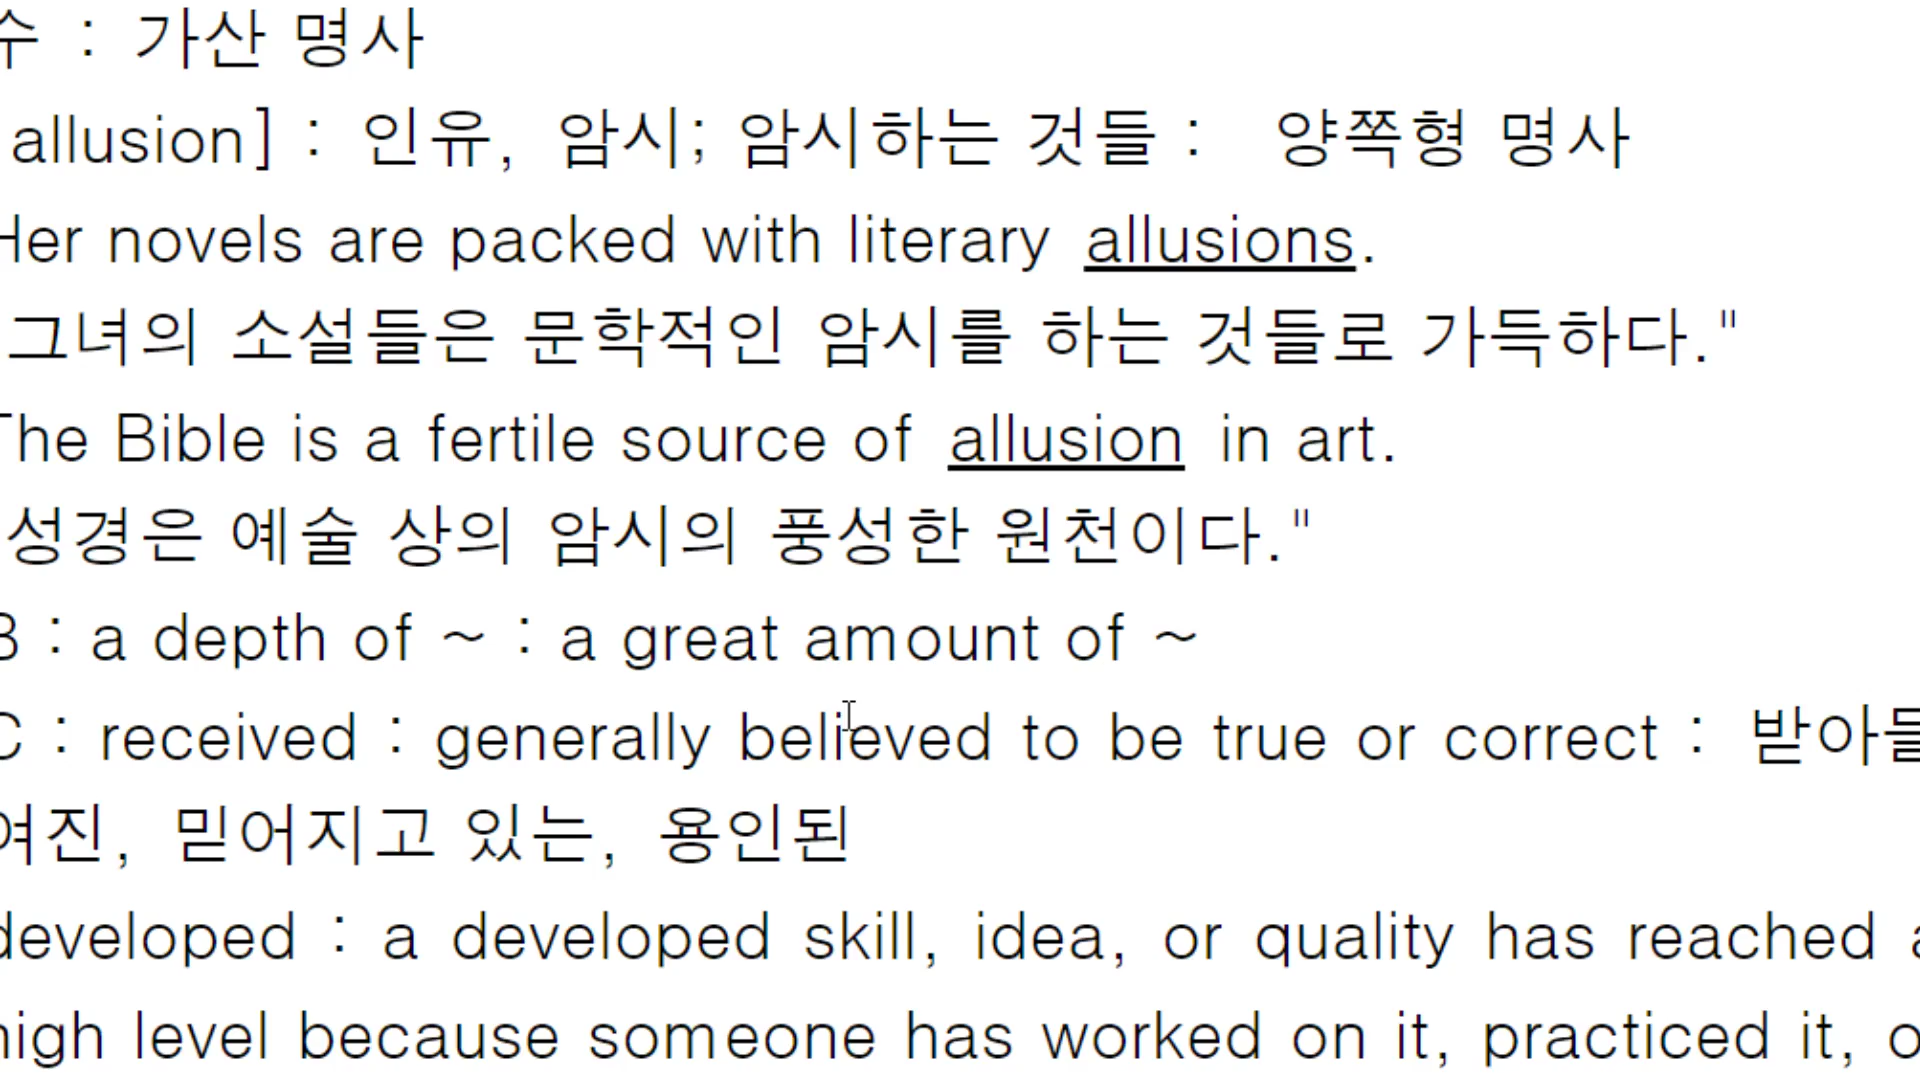 수 : 가산 명사
allusion] : 인유, 암시; 암시하는 것들 : 양쪽형 명사
Her novels are packed with literary allusions.
그녀의 소설들은 문학적인 암시를 하는 것들로 가득하다."
The Bible is a fertile source of allusion in art.
성경은 예술 상의 암시의 풍성한 원천이다."
B : a depth of ~ : a great amount of ~
C : received : generally believed to be true or correct : 받아들
여진, 믿어지고 있는, 용인된
developed : a developed skill, idea, or quality has reached a
high level because someone has worked on it, practiced it,